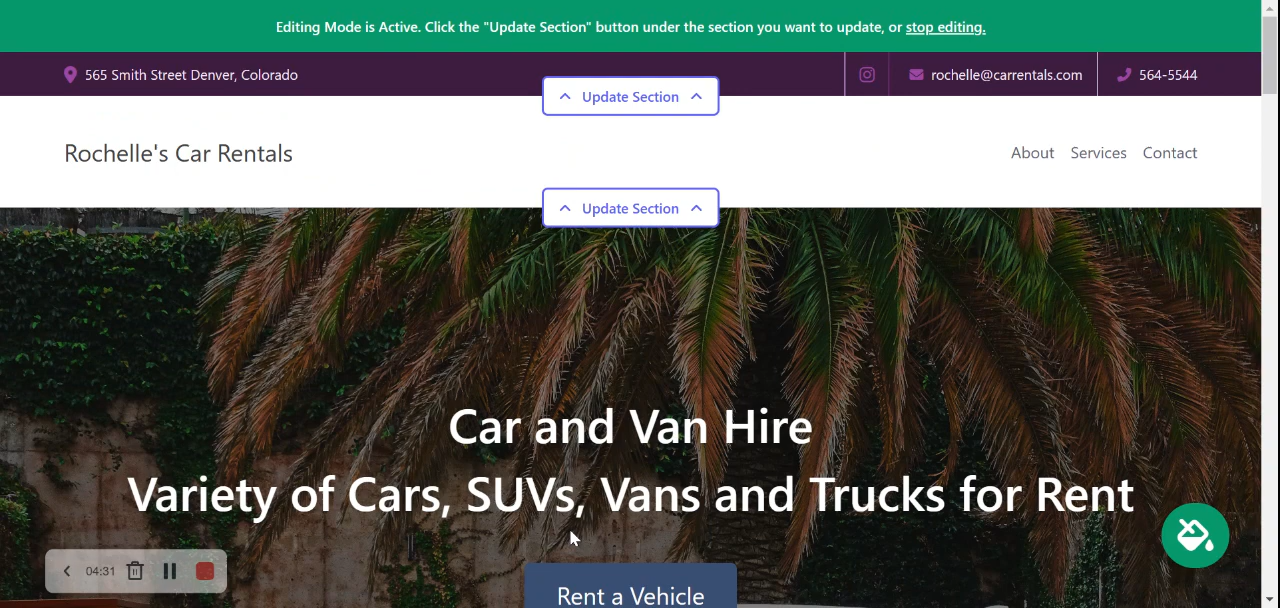 Editing Mode is Active. Click the "Update Section" button under the section you want to update, or stop editing.
565 Smith Street Denver, Colorado
rochelle@carrentals.com
564-5544
Update Section
Rochelle's Car Rentals
About Services Contact
Update Section
Car and Van Hire
Variety of Cars, SUVs, Vans and Trucks for Rent
04:31
Rent a Vehicle